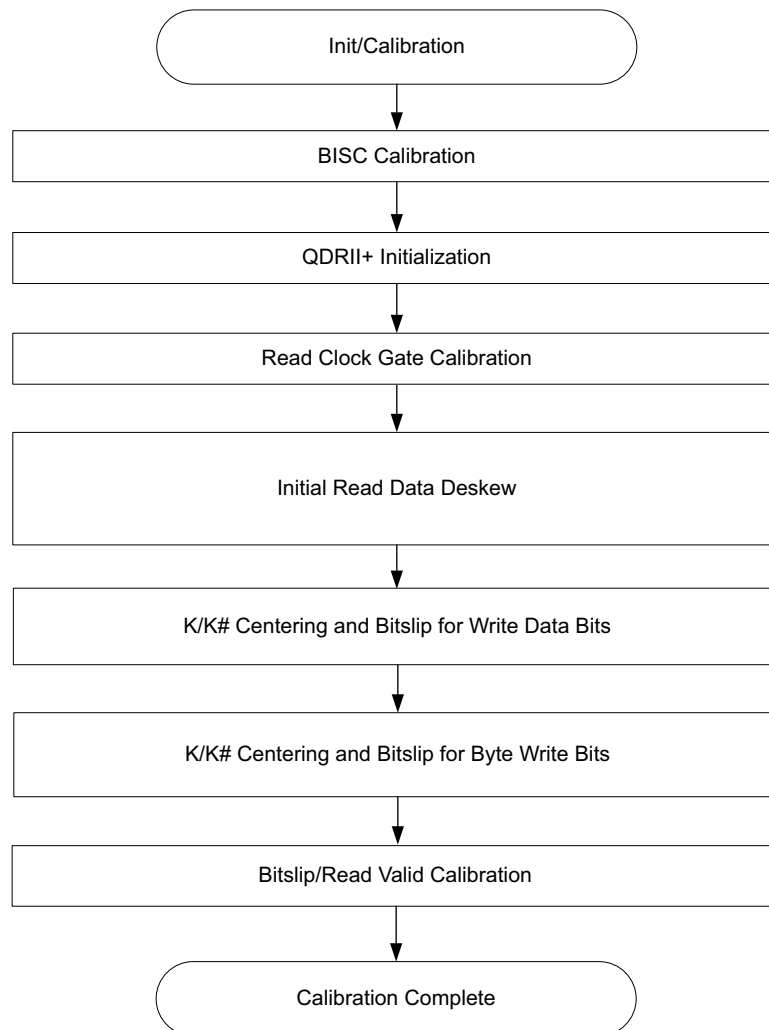 Init/Calibration
BISC Calibration
QDRII+ Initialization
Read Clock Gate Calibration
Initial Read Data Deskew
K/K# Centering and Bitslip for Write Data Bits
K/K# Centering and Bitslip for Byte Write Bits
Bitslip/Read Valid Calibration
Calibration Complete